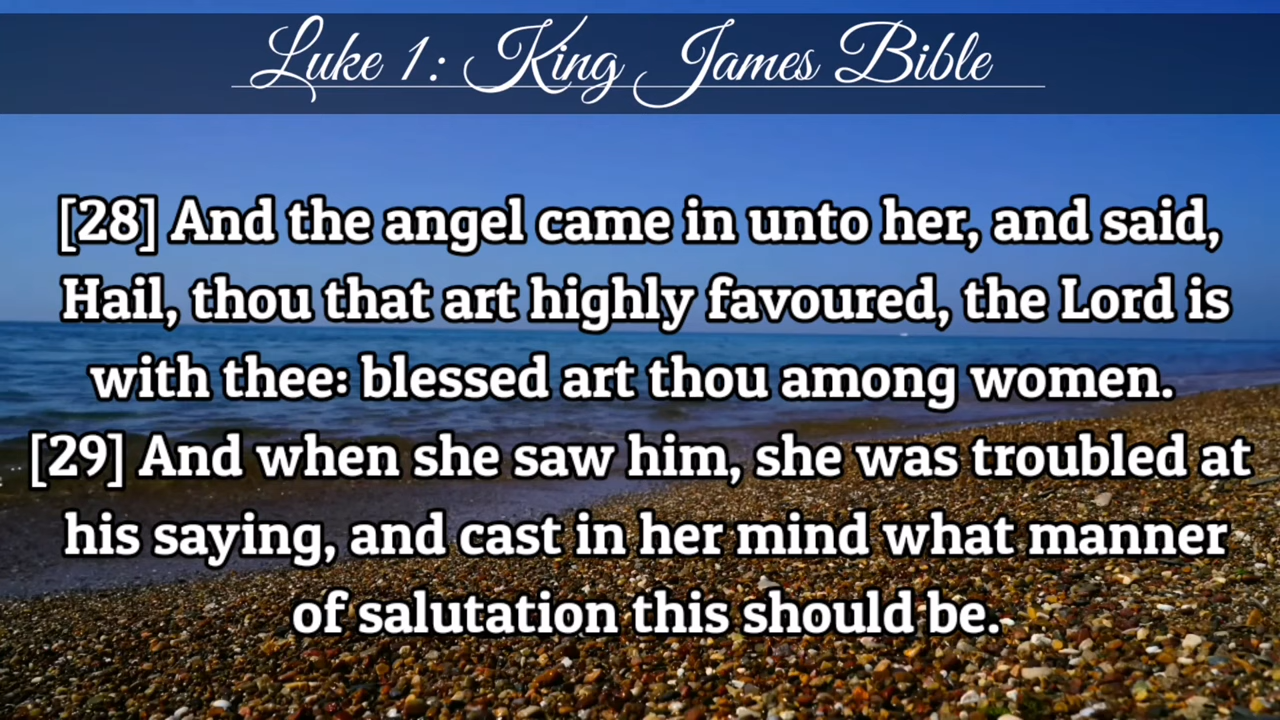 Luke 1: King James Bible
[28] And the angel came in unto her, and said,
Hail, thou that art highly favoured, the Lord is
with thee: blessed art thou among women.
[29] And when she saw him, she was troubled at
his saying, and cast in her mind what manner
of salutation this should be.